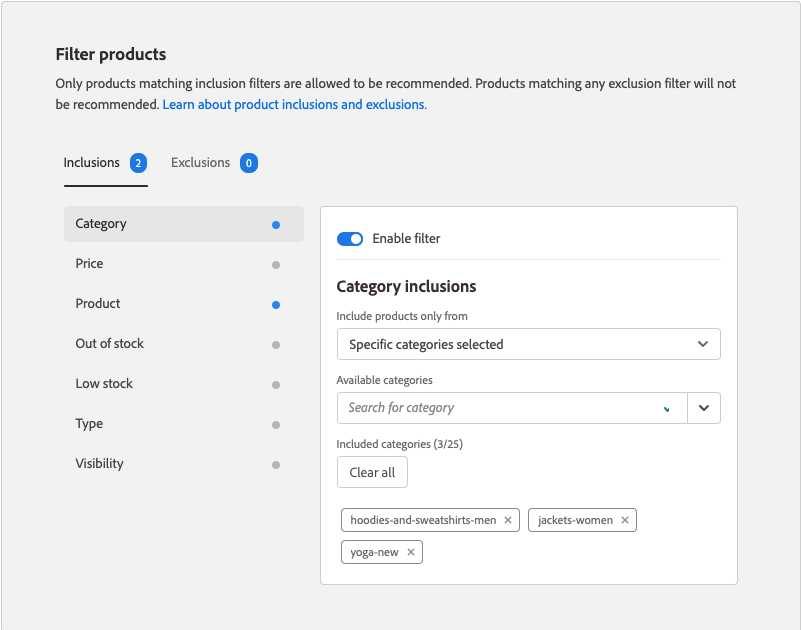 Filter products
Only products matching inclusion filters are allowed to be recommended. Products matching any exclusion filter will not
be recommended. Learn about product inclusions and exclusions.
Inclusions 2 Exclusions 0
Category
Price
Product
Out of stock
Low stock
Type
Visibility
Enable filter
Category inclusions
Include products only from
Specific categories selected
Available categories
Search for category
Included categories (3/25)
Clear all
hoodies-and-sweatshirts-men × jackets-women ×
yoga-new ×